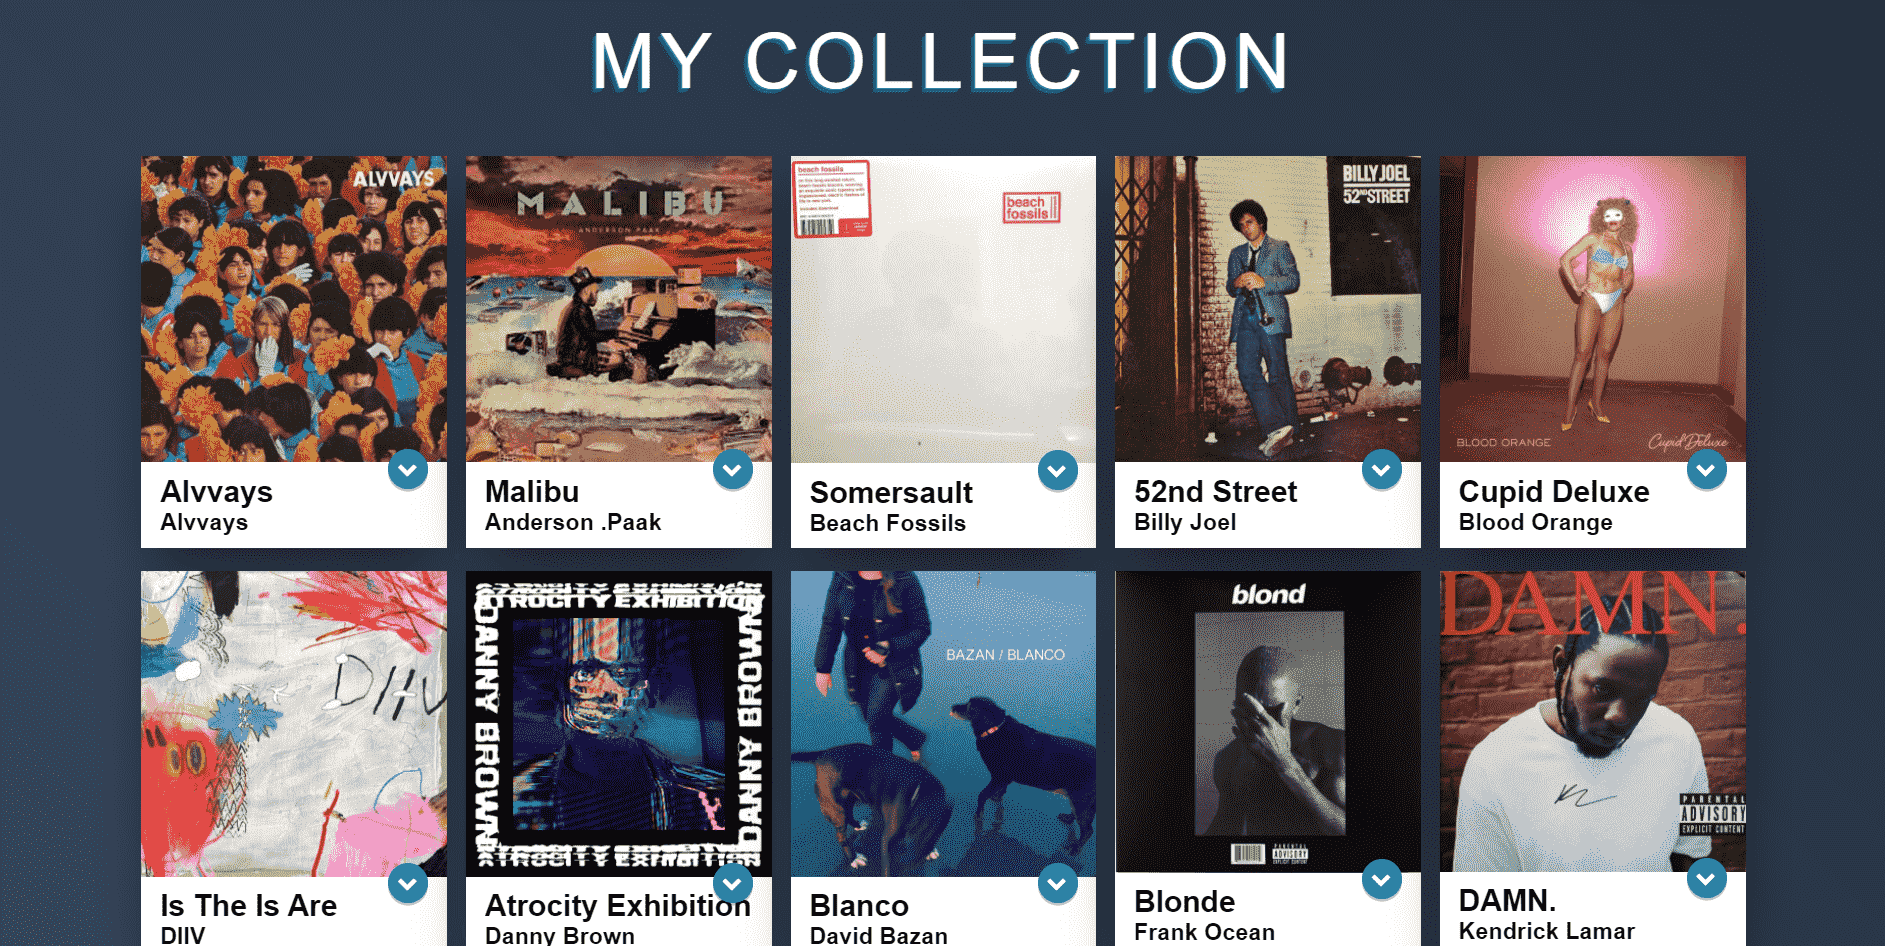 MY COLLECTION
ALVVAYS
MALIBU
ANDERSON PAAK
beach fossils
beach
fossils
BILLY JOEL
52ND STREET
BLOOD ORANGE
Cupid Deluxe
Alvvays
Alvvays
Malibu
Anderson .Paak
Somersault
Beach Fossils
52nd Street
Billy Joel
Cupid Deluxe
Blood Orange
DIIV
ATROCITY EXHIBITION
DANNY BROWN
DANNY BROWN
ATROCITY EXHIBITION
BAZAN / BLANCO
blond
PARENTAL
ADVISORY
EXPLICIT CONTENT
DAMN.
PARENTAL
ADVISORY
EXPLICIT CONTENT
Is The Is Are
DIIV
Atrocity Exhibition
Danny Brown
Blanco
David Bazan
Blonde
Frank Ocean
DAMN.
Kendrick Lamar